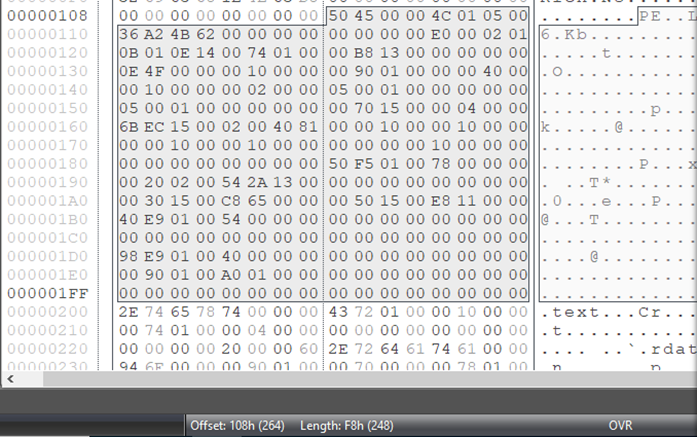 00000108 00 00 00 00 00 00 00 00 50 45 00 00 4C 01 05 00 ........PE..L
00000110 36 A2 4B 62 00 00 00 00 00 00 00 00 E0 00 02 01 6.Kb.........
00000120 0B 01 0E 14 00 74 01 00 00 B8 13 00 00 00 00 00 .....t.......
00000130 0E 4F 00 00 00 10 00 00 00 90 01 00 00 00 40 00 .O...........
00000140 00 10 00 00 00 02 00 00 05 00 01 00 00 00 00 00 .............
00000150 05 00 01 00 00 00 00 00 00 70 15 00 00 04 00 00 .........p...
00000160 6B EC 15 00 02 00 40 81 00 00 10 00 00 10 00 00 k.....@......
00000170 00 00 10 00 00 10 00 00 00 00 00 00 10 00 00 00 .............
00000180 00 00 00 00 00 00 00 00 50 F5 01 00 78 00 00 00 ........P...x
00000190 00 20 02 00 54 2A 13 00 00 00 00 00 00 00 00 00 . ..T*.......
000001A0 00 30 15 00 C8 65 00 00 00 50 15 00 E8 11 00 00 .0...e...P...
000001B0 40 E9 01 00 54 00 00 00 00 00 00 00 00 00 00 00 @...T........
000001C0 00 00 00 00 00 00 00 00 00 00 00 00 00 00 00 00 .............
000001D0 98 E9 01 00 40 00 00 00 00 00 00 00 00 00 00 00 ....@........
000001E0 00 90 01 00 A0 01 00 00 00 00 00 00 00 00 00 00 .............
000001FF 00 00 00 00 00 00 00 00 00 00 00 00 00 00 00 00 .............
00000200 2E 74 65 78 74 00 00 00 43 72 01 00 00 10 00 00 .text...Cr...
00000210 00 74 01 00 00 04 00 00 00 00 00 00 00 00 00 00 .t...........
00000220 00 00 00 00 20 00 00 60 2E 72 64 61 74 61 00 00 .... ..`.rdat
00000230 94 6E 00 00 00 90 01 00 00 70 00 00 00 78 01 00 .n.......p...
Offset: 108h (264) Length: F8h (248) OVR